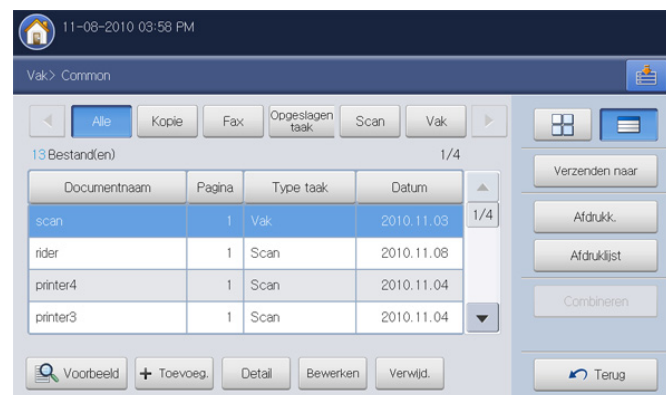 11-08-2010 03:58 PM
Vak> Common
Alle Kopie Fax Opgeslagen taak Scan Vak
13 Bestand(en) 1/4
Documentnaam Pagina Type taak Datum
scan 1 Vak 2010.11.03
1/4
rider 1 Scan 2010.11.08
printer4 1 Scan 2010.11.04
printer3 1 Scan 2010.11.04
Voorbeeld + Toevoeg. Detail Bewerken Verwijd.
Verzenden naar
Afdrukk.
Afdruklijst
Combineren
Terug